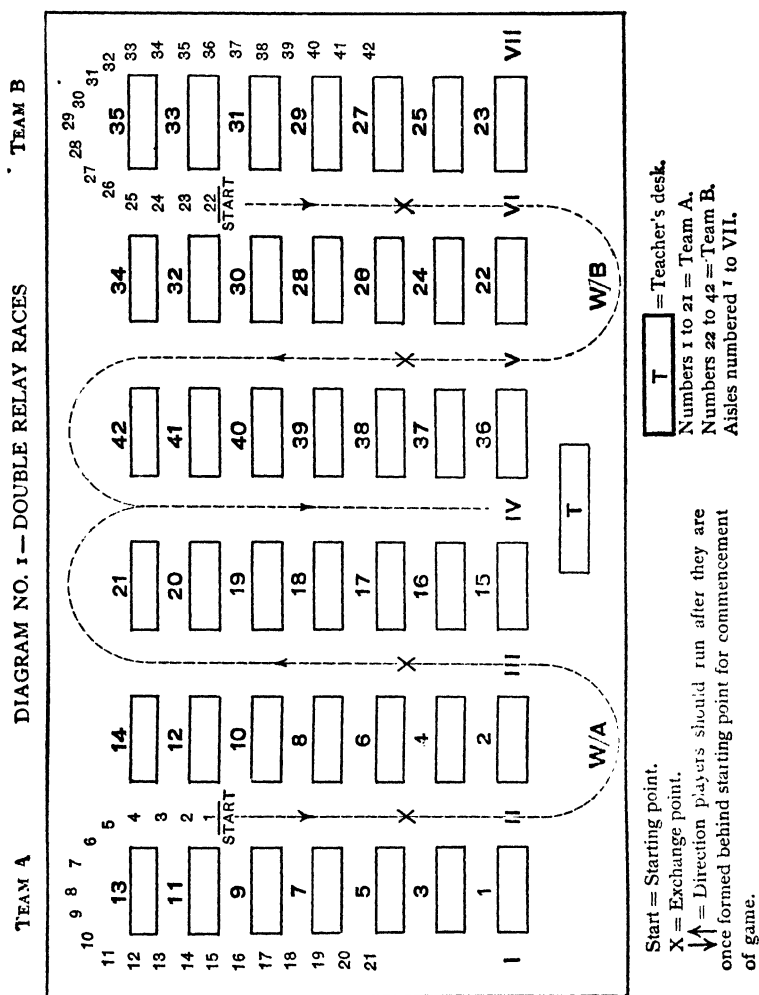 TEAM A DIAGRAM NO. 1—DOUBLE RELAY RACES TEAM B
1 2 3 4 5 6 7 8 9 10 11 12 13 14 15 16 17 18 19 20 21
22 23 24 25 26 27 28 29 30 31 32 33 34 35 36 37 38 39 40 41 42
13 14 21 42 34 35
11 12 20 41 32 33
START START
9 10 19 40 30 31
7 8 18 39 28 29
5 6 17 38 26 27
X X X X
3 4 16 37 24 25
1 2 15 36 22 23
I II III IV V VI VII
T
W/A W/B
Start = Starting point.
X = Exchange point.
= Direction players should run after they are
once formed behind starting point for commencement
of game.
T = Teacher's desk.
Numbers 1 to 21 = Team A.
Numbers 22 to 42 = Team B.
Aisles numbered I to VII.